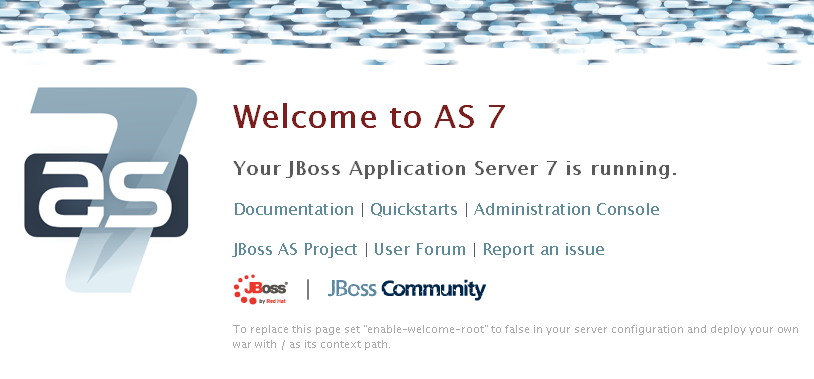 7
as
Welcome to AS 7
Your JBoss Application Server 7 is running.
Documentation | Quickstarts | Administration Console
JBoss AS Project | User Forum | Report an issue
JBoss by Red Hat | JBoss Community
To replace this page set "enable-welcome-root" to false in your server configuration and deploy your own
war with / as its context path.